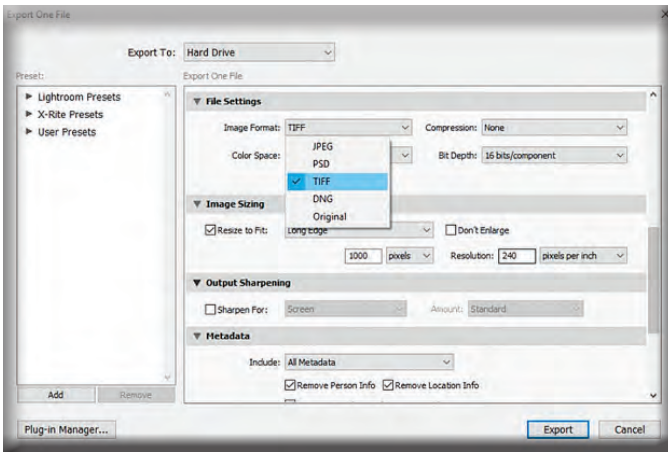 Export One File
Export To: Hard Drive
Preset:
Export One File
Lightroom Presets
X-Rite Presets
User Presets
File Settings
Image Format: TIFF Compression: None
Color Space: Bit Depth: 16 bits/component
JPEG
PSD
TIFF
DNG
Original
Image Sizing
Resize to Fit: Long Edge Don't Enlarge
1000 pixels Resolution: 240 pixels per inch
Output Sharpening
Sharpen For: Screen Amount: Standard
Metadata
Include: All Metadata
Remove Person Info Remove Location Info
Add Remove
Plug-in Manager... Export Cancel